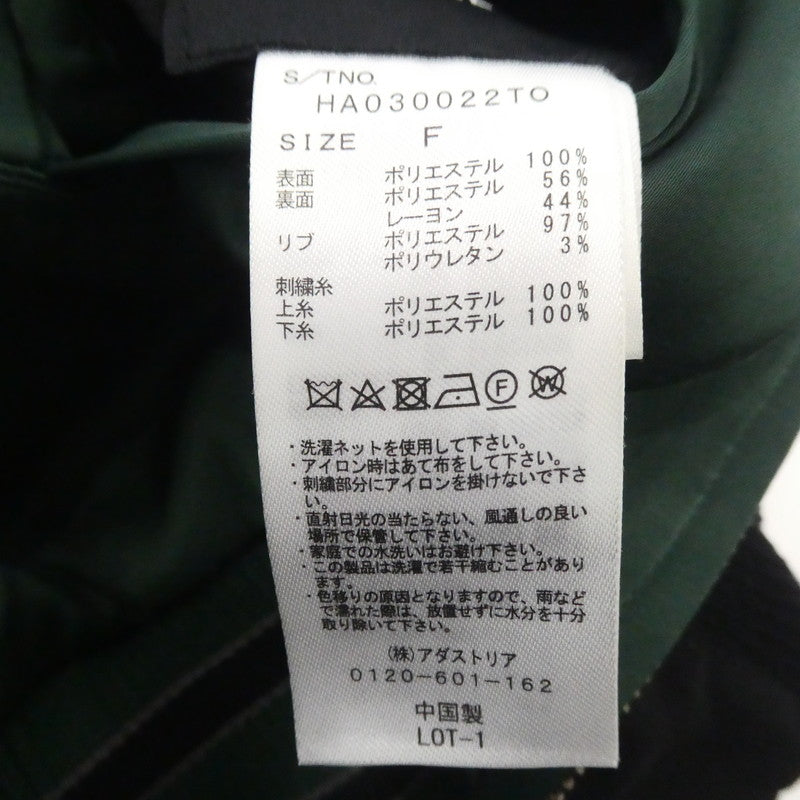 S/TNO.
HA030022TO
SIZE F
表面 ポリエステル 100%
裏面 ポリエステル 56%
レーヨン 44%
リブ ポリエステル 97%
ポリウレタン 3%
刺繍糸
上糸 ポリエステル 100%
下糸 ポリエステル 100%
F W
・洗濯ネットを使用して下さい。
・アイロン時はあて布をして下さい。
・刺繍部分にアイロンを掛けないで下さ
い。
・直射日光の当たらない、風通しの良い
場所で保管して下さい。
・家庭での水洗いはお避け下さい。
・この製品は洗濯で若干縮むことがあり
ます。
・色移りの原因となりますので、雨など
で濡れた際は、放置せずに水分を十分
取り除いて下さい。
(株)アダストリア
0120-601-162
中国製
LOT-1